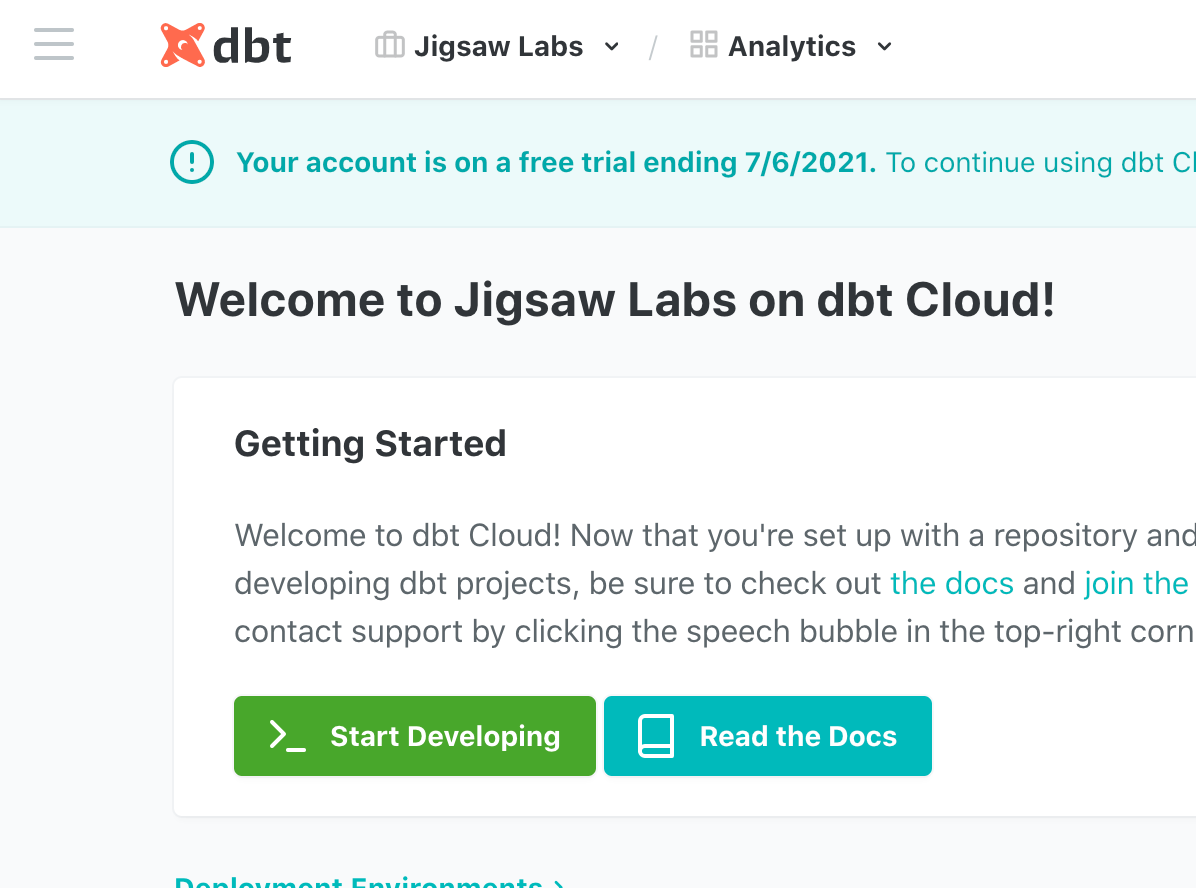 dbt Jigsaw Labs / Analytics
Your account is on a free trial ending 7/6/2021. To continue using dbt
Welcome to Jigsaw Labs on dbt Cloud!
Getting Started
Welcome to dbt Cloud! Now that you're set up with a repository and
developing dbt projects, be sure to check out the docs and join the
contact support by clicking the speech bubble in the top-right corn
Start Developing Read the Docs
Deployment Environments >